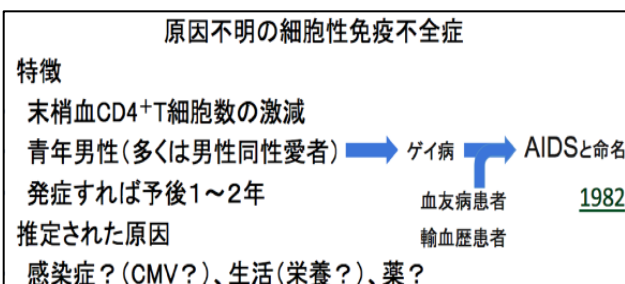 原因不明の細胞性免疫不全症
特徴
末梢血CD4⁺T細胞数の激減
青年男性(多くは男性同性愛者) ゲイ病 AIDSと命名
発症すれば予後1～2年 血友病患者 1982
推定された原因 輸血歴患者
感染症？(CMV？)、生活(栄養？)、薬？